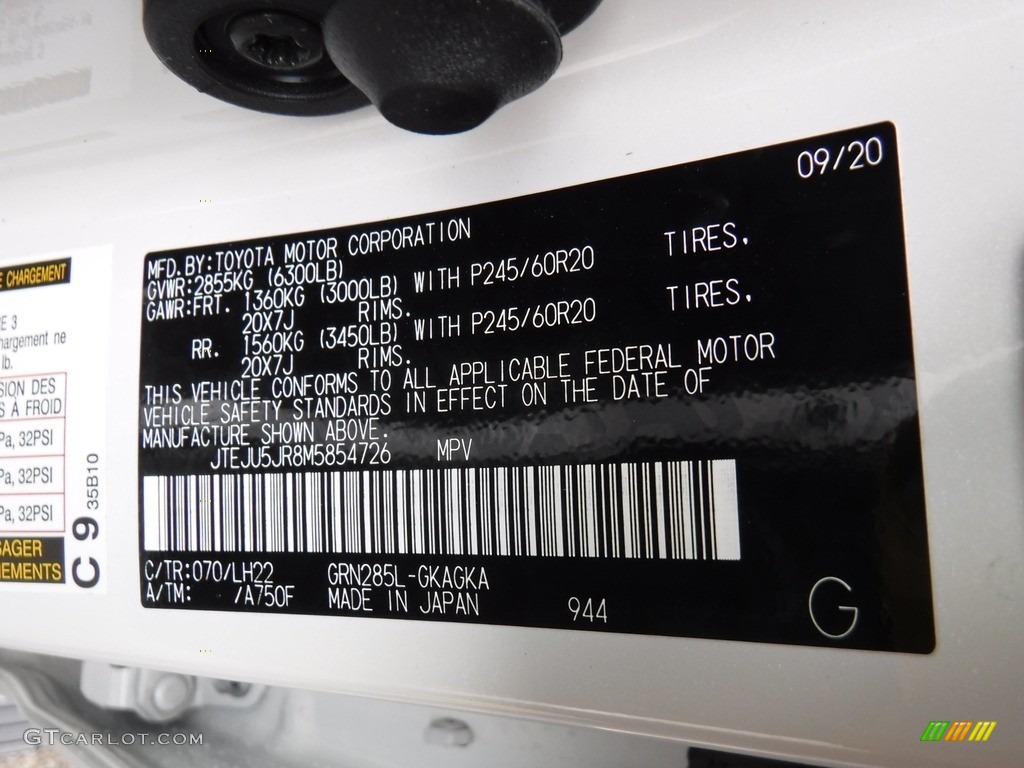 09/20
MFD.BY:TOYOTA MOTOR CORPORATION
GVWR:2855KG (6300LB)
GAWR:FRT. 1360KG (3000LB) WITH P245/60R20 TIRES,
20X7J RIMS.
RR. 1560KG (3450LB) WITH P245/60R20 TIRES,
20X7J RIMS.
THIS VEHICLE CONFORMS TO ALL APPLICABLE FEDERAL MOTOR
VEHICLE SAFETY STANDARDS IN EFFECT ON THE DATE OF
MANUFACTURE SHOWN ABOVE.
JTEJU5JR8M5854726 MPV
C/TR:070/LH22 GRN285L-GKAGKA
A/TM: /A750F MADE IN JAPAN 944
G
E CHARGEMENT
RE 3
hargement ne
lb.
SION DES
S À FROID
Pa, 32PSI
Pa, 32PSI
Pa, 32PSI
SAGER
NEMENTS
C 9 35B10
GTCARLOT.COM